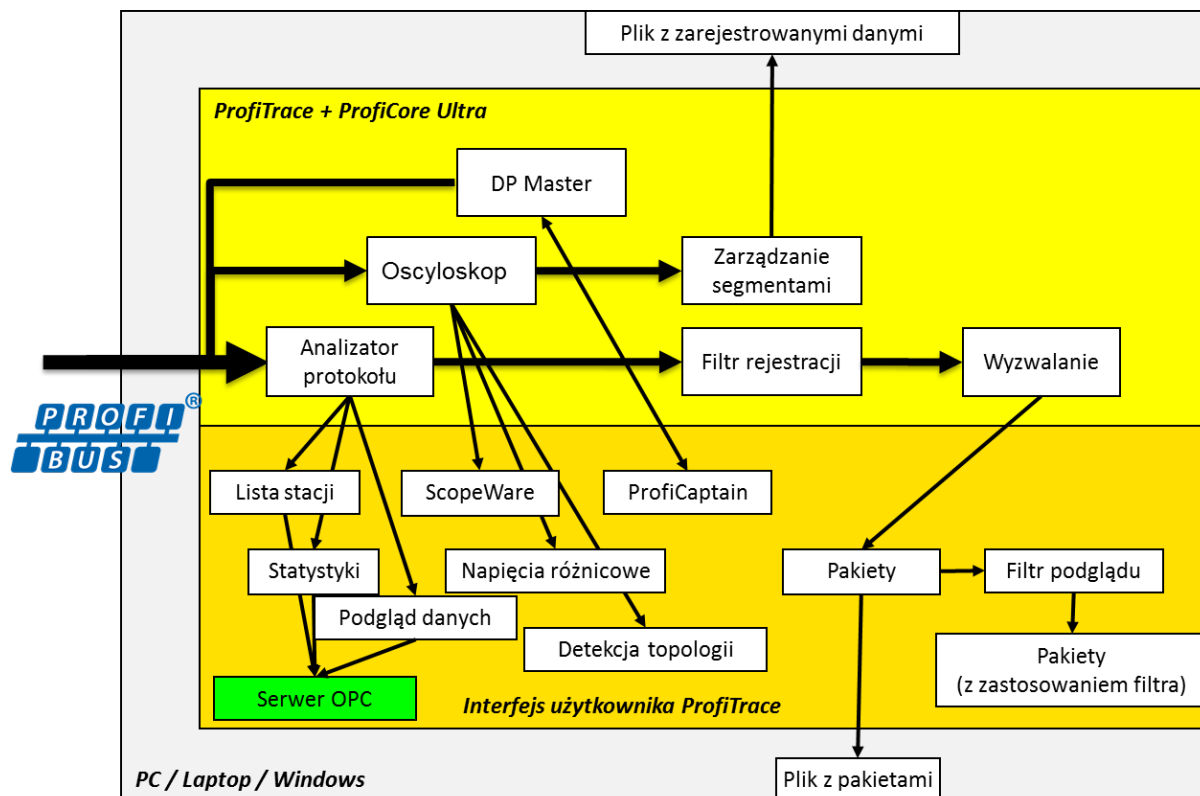 Plik z zarejestrowanymi danymi
ProfiTrace + ProfiCore Ultra
DP Master
Oscyloskop
Zarządzanie
segmentami
Analizator
protokołu
Filtr rejestracji
Wyzwalanie
PROFI®
BUS
Lista stacji
ScopeWare
ProfiCaptain
Statystyki
Napięcia różnicowe
Pakiety
Filtr podglądu
Podgląd danych
Detekcja topologii
Pakiety
(z zastosowaniem filtra)
Serwer OPC
Interfejs użytkownika ProfiTrace
PC / Laptop / Windows
Plik z pakietami